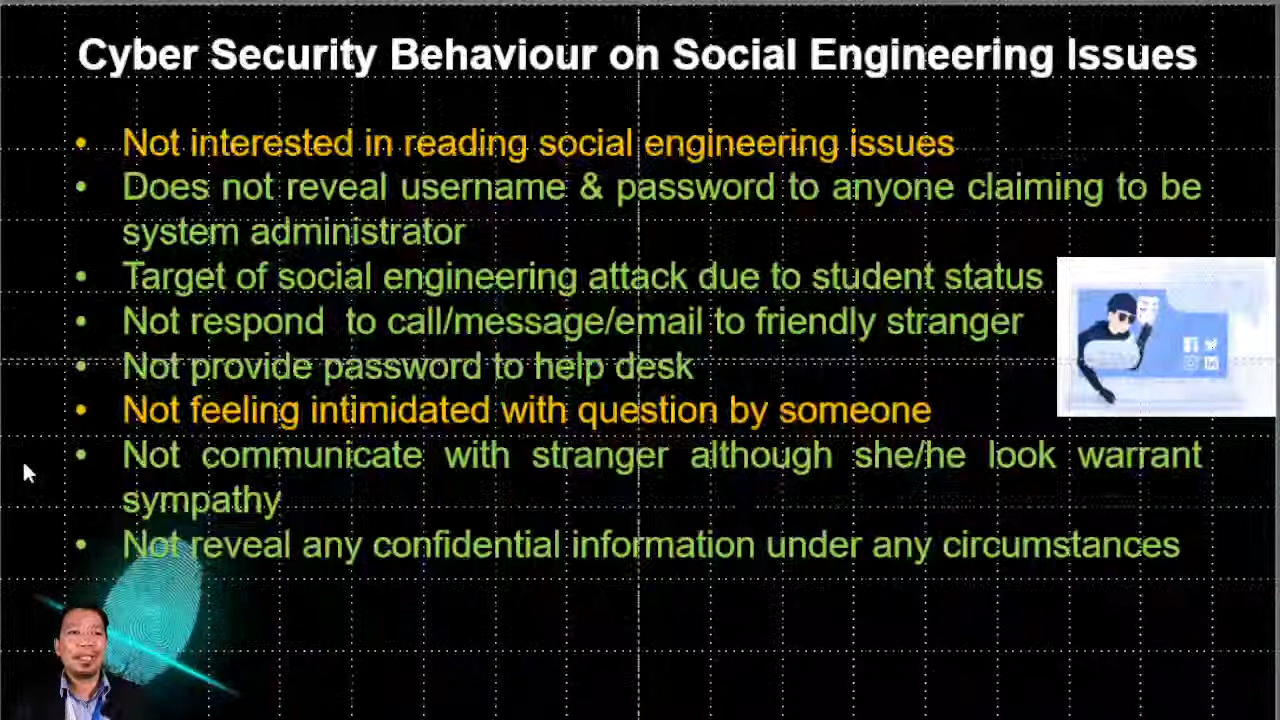 Cyber Security Behaviour on Social Engineering Issues
• Not interested in reading social engineering issues
• Does not reveal username & password to anyone claiming to be
system administrator
• Target of social engineering attack due to student status
• Not respond to call/message/email to friendly stranger
• Not provide password to help desk
• Not feeling intimidated with question by someone
• Not communicate with stranger although she/he look warrant
sympathy
• Not reveal any confidential information under any circumstances